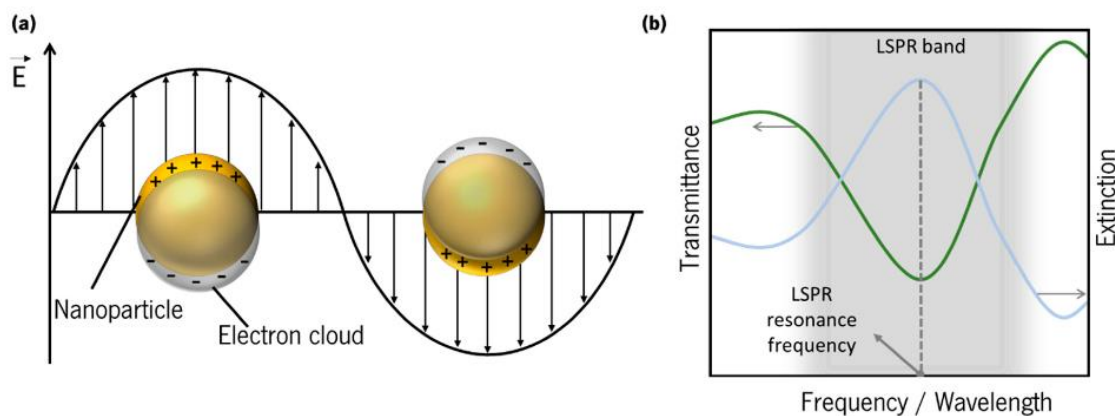 (a)
E
+ + + + +
- - - - -
Nanoparticle
Electron cloud
- - - - -
+ + + + +
(b)
LSPR band
Transmittance
Extinction
LSPR
resonance
frequency
Frequency / Wavelength